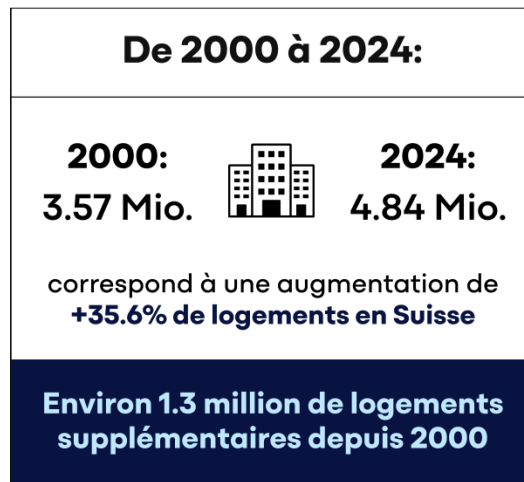 De 2000 à 2024:
2000:
3.57 Mio.
2024:
4.84 Mio.
correspond à une augmentation de
+35.6% de logements en Suisse
Environ 1.3 million de logements
supplémentaires depuis 2000